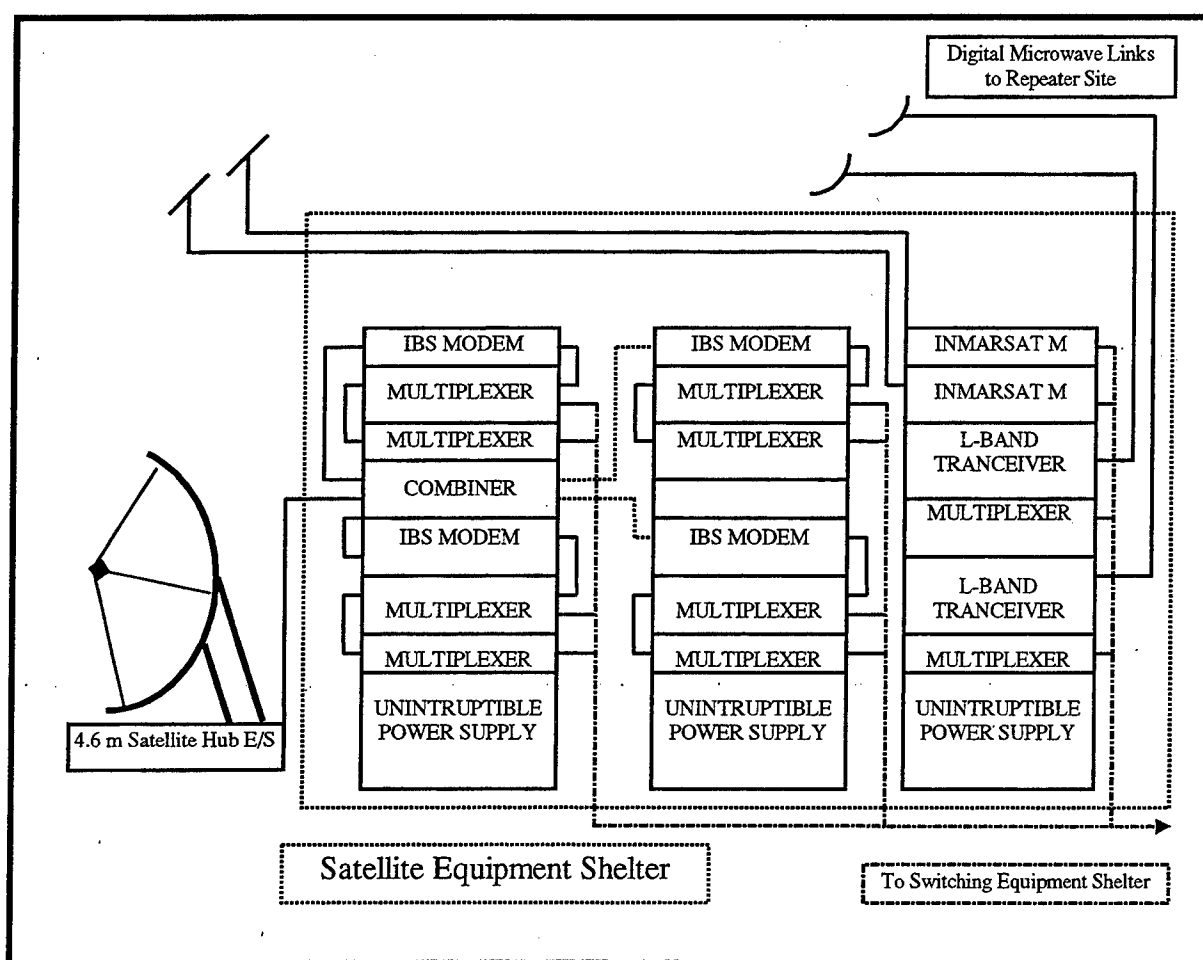 Digital Microwave Links
to Repeater Site
IBS MODEM
MULTIPLEXER
MULTIPLEXER
COMBINER
IBS MODEM
MULTIPLEXER
MULTIPLEXER
UNINTRUPTIBLE
POWER SUPPLY
IBS MODEM
MULTIPLEXER
MULTIPLEXER
IBS MODEM
MULTIPLEXER
MULTIPLEXER
UNINTRUPTIBLE
POWER SUPPLY
INMARSAT M
INMARSAT M
L-BAND
TRANCEIVER
MULTIPLEXER
L-BAND
TRANCEIVER
MULTIPLEXER
UNINTRUPTIBLE
POWER SUPPLY
4.6 m Satellite Hub E/S
Satellite Equipment Shelter
To Switching Equipment Shelter